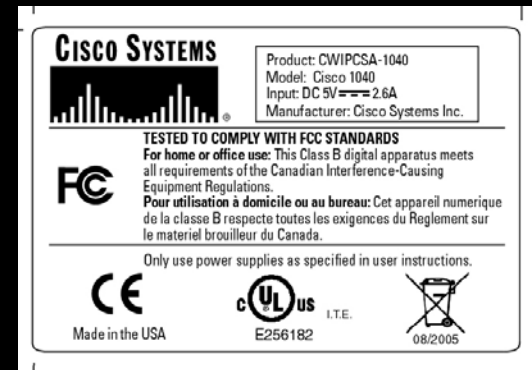 CISCO SYSTEMS
®
Product: CWIPCSA-1040
Model: Cisco 1040
Input: DC 5V 2.6A
Manufacturer: Cisco Systems Inc.
TESTED TO COMPLY WITH FCC STANDARDS
For home or office use: This Class B digital apparatus meets
all requirements of the Canadian Interference-Causing
Equipment Regulations.
Pour utilisation à domicile ou au bureau: Cet appareil numerique
de la classe B respecte toutes les exigences du Reglement sur
le materiel brouilleur du Canada.
FC
Only use power supplies as specified in user instructions.
CE
Made in the USA
C UL US
I.T.E.
E256182
08/2005